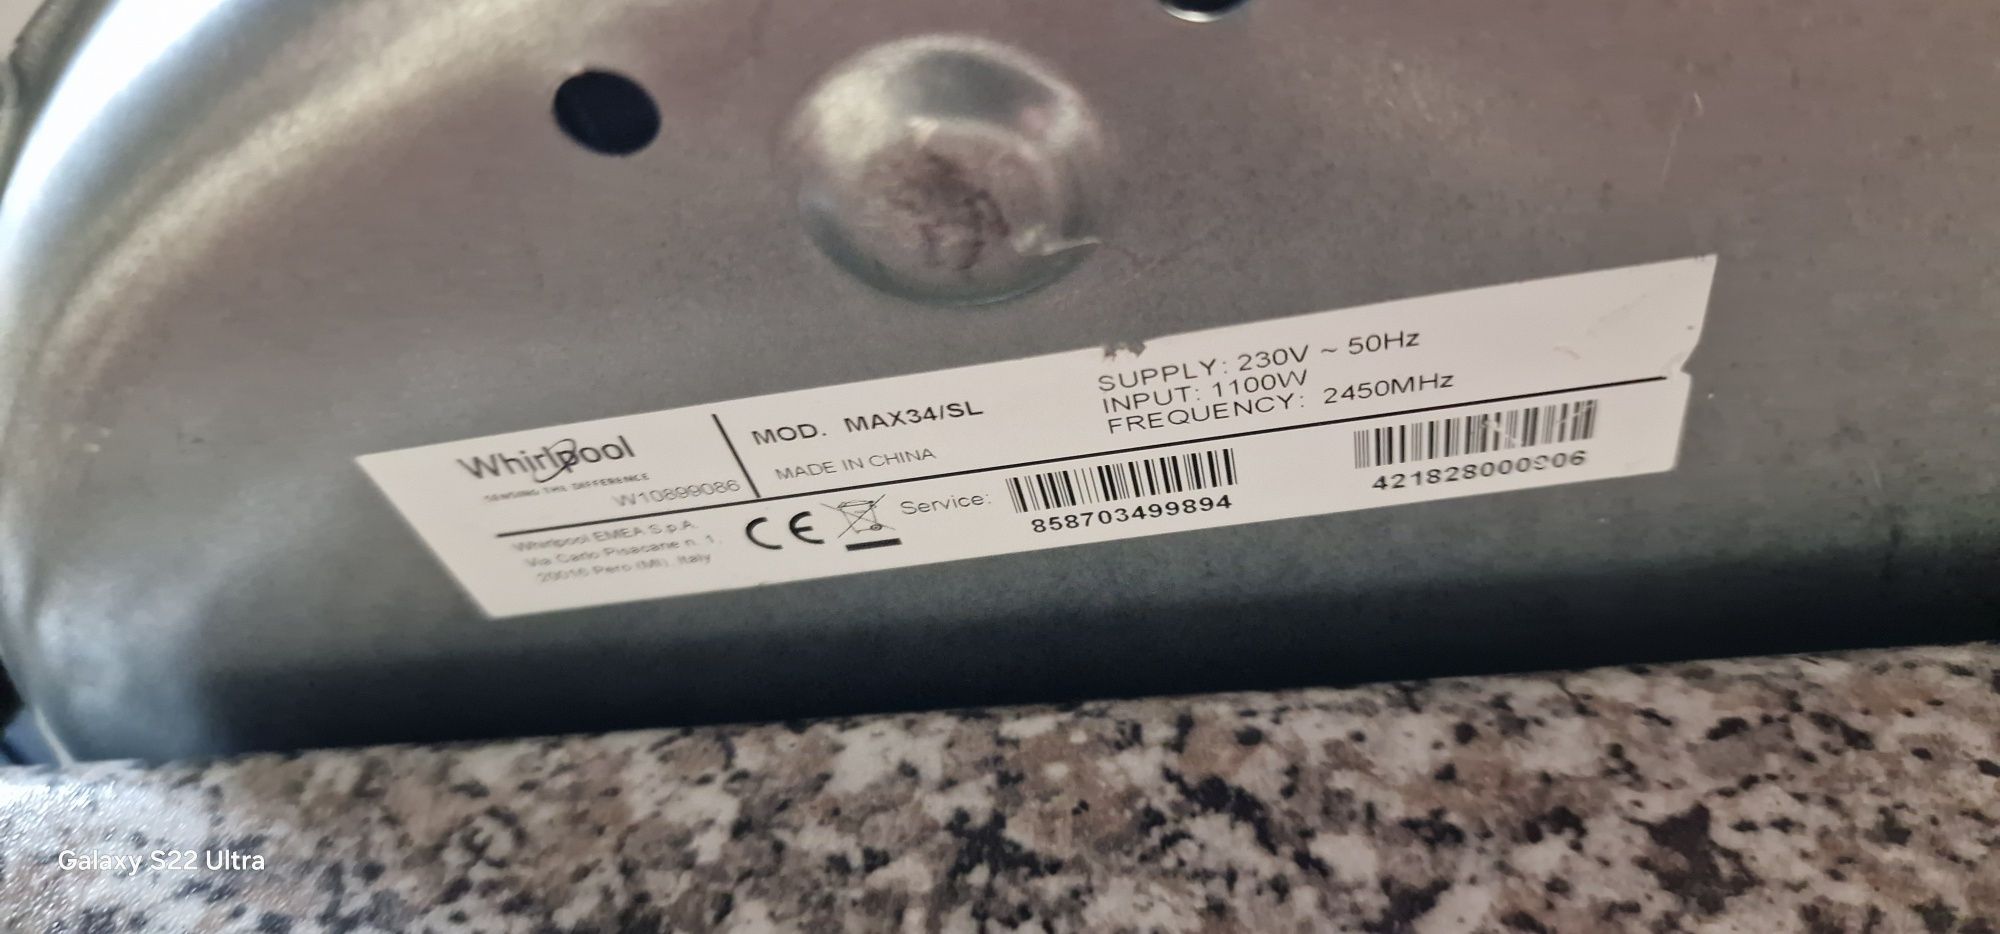 Whirlpool
SENSING THE DIFFERENCE
W10899086
MOD. MAX34/SL
MADE IN CHINA
SUPPLY: 230V ~ 50Hz
INPUT: 1100W
FREQUENCY: 2450MHz
Whirlpool EMEA S.p.A.
Via Carlo Pisacane n. 1,
20016 Pero (MI), Italy
CE
Service:
858703499894
Galaxy S22 Ultra